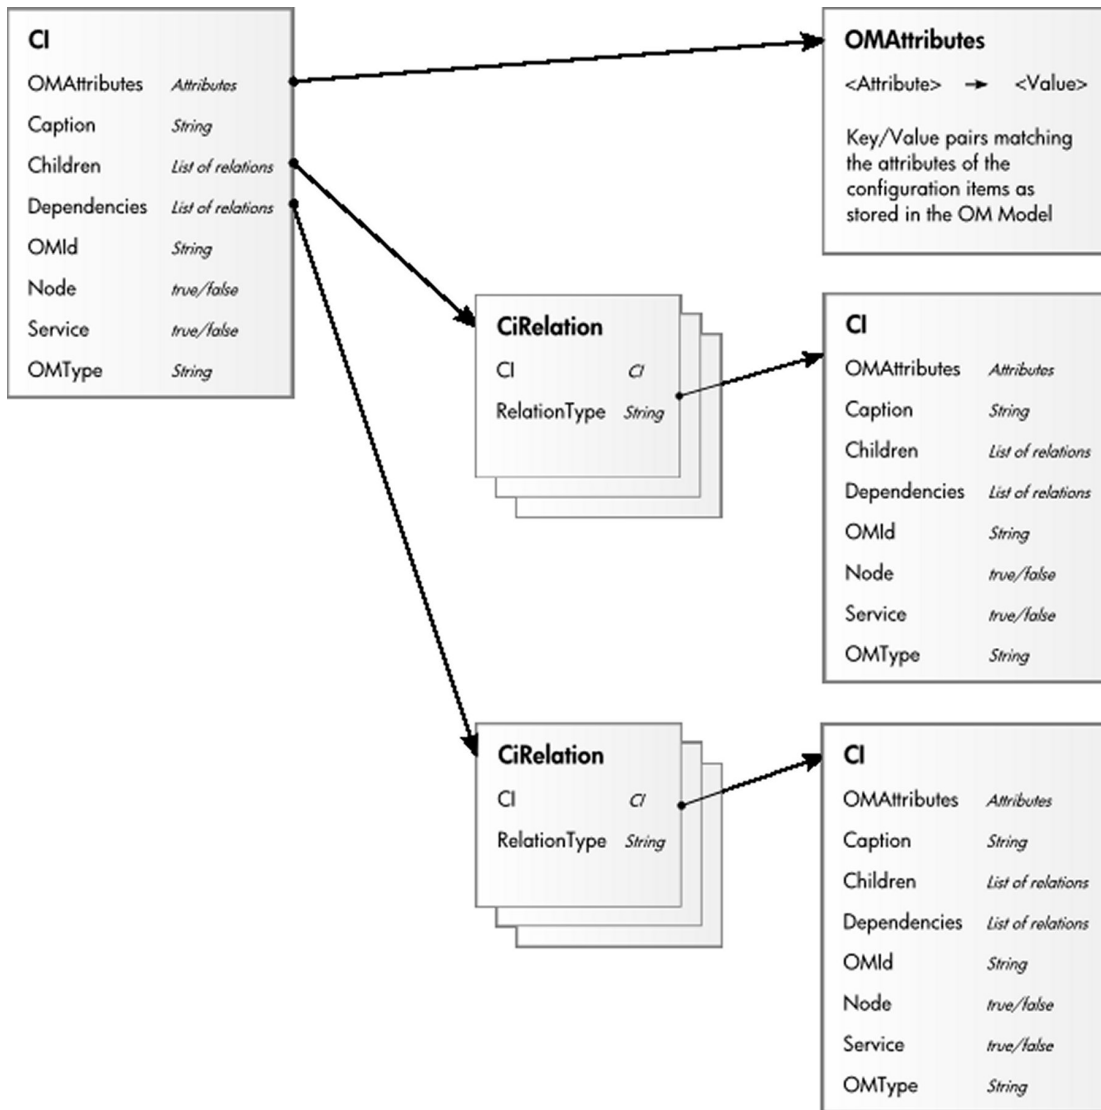 CI
OMAttributes Attributes
Caption String
Children List of relations
Dependencies List of relations
OMId String
Node true/false
Service true/false
OMType String
OMAttributes
<Attribute> → <Value>
Key/Value pairs matching
the attributes of the
configuration items as
stored in the OM Model
CiRelation
CI CI
RelationType String
CI
OMAttributes Attributes
Caption String
Children List of relations
Dependencies List of relations
OMId String
Node true/false
Service true/false
OMType String
CiRelation
CI CI
RelationType String
CI
OMAttributes Attributes
Caption String
Children List of relations
Dependencies List of relations
OMId String
Node true/false
Service true/false
OMType String